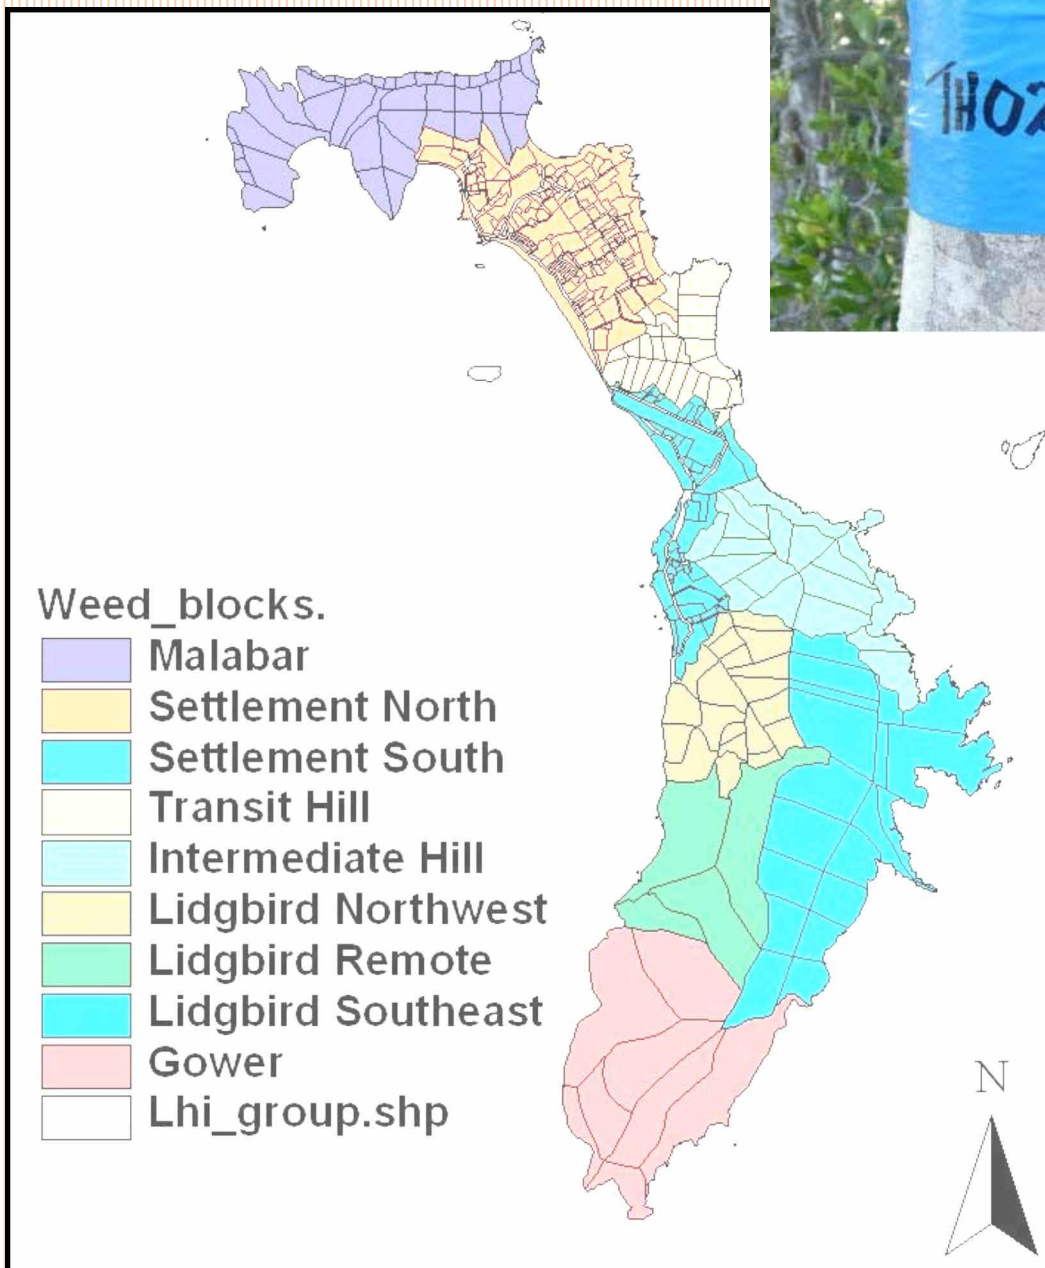 TH02
Weed_blocks.
Malabar
Settlement North
Settlement South
Transit Hill
Intermediate Hill
Lidgbird Northwest
Lidgbird Remote
Lidgbird Southeast
Gower
Lhi_group.shp
N